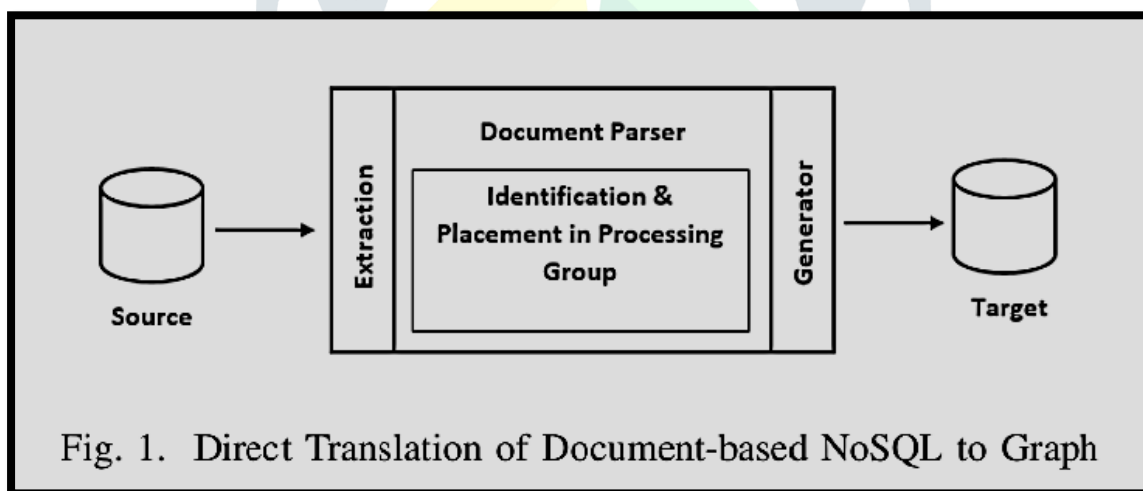 Document Parser
Extraction
Identification &
Placement in Processing
Group
Generator
Source
Target
Fig. 1. Direct Translation of Document-based NoSQL to Graph